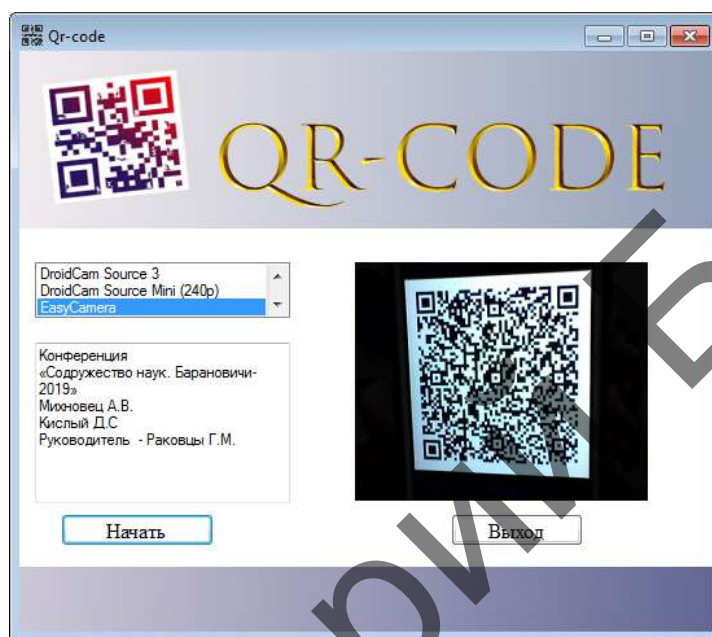 Qr-code
QR-CODE
DroidCam Source 3
DroidCam Source Mini (240p)
EasyCamera
Конференция
«Содружество наук. Барановичи-
2019»
Михновец А.В.
Кислый Д.С
Руководитель - Раковцы Г.М.
Начать
Выход